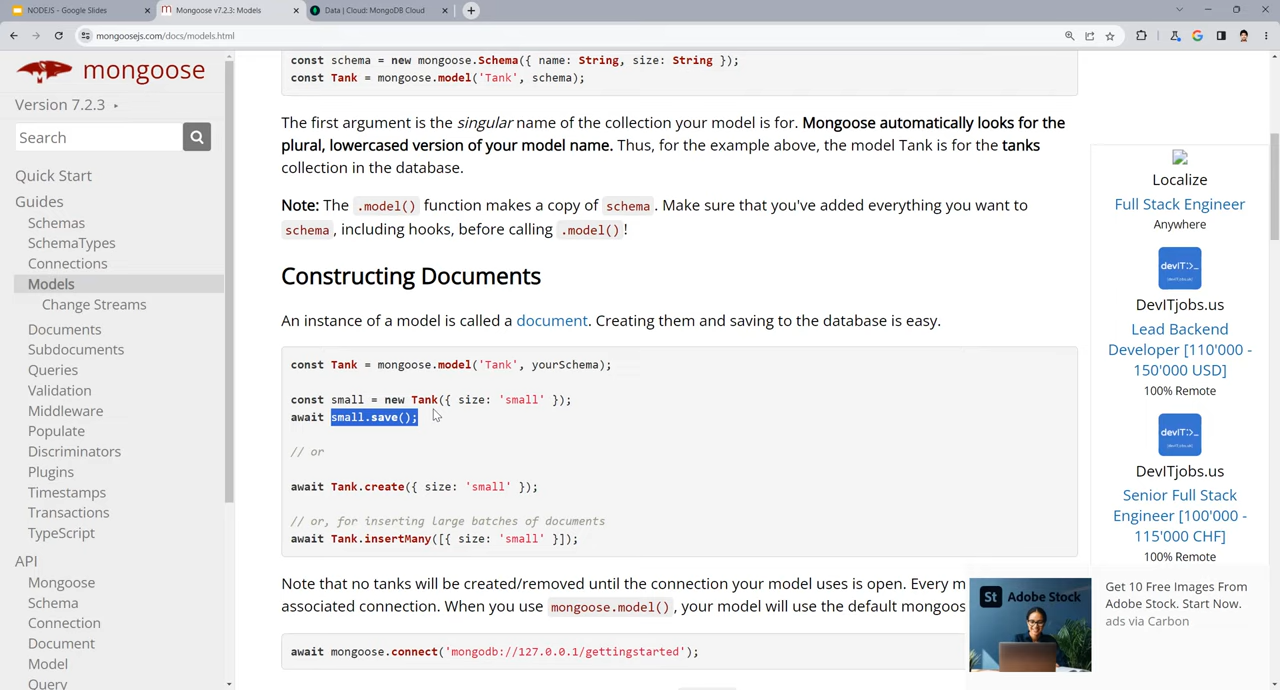 NODEJS - Google Slides
Mongoose v7.2.3: Models
Data | Cloud: MongoDB Cloud
mongoosejs.com/docs/models.html
mongoose
Version 7.2.3
Search
Quick Start
Guides
Schemas
SchemaTypes
Connections
Models
Change Streams
Documents
Subdocuments
Queries
Validation
Middleware
Populate
Discriminators
Plugins
Timestamps
Transactions
TypeScript
API
Mongoose
Schema
Connection
Document
Model
Query
const schema = new mongoose.Schema({ name: String, size: String });
const Tank = mongoose.model('Tank', schema);
The first argument is the singular name of the collection your model is for. Mongoose automatically looks for the
plural, lowercased version of your model name. Thus, for the example above, the model Tank is for the tanks
collection in the database.
Note: The .model() function makes a copy of schema. Make sure that you've added everything you want to
schema, including hooks, before calling .model()!
Constructing Documents
An instance of a model is called a document. Creating them and saving to the database is easy.
const Tank = mongoose.model('Tank', yourSchema);
const small = new Tank({ size: 'small' });
await small.save();
// or
await Tank.create({ size: 'small' });
// or, for inserting large batches of documents
await Tank.insertMany([{ size: 'small' }]);
Note that no tanks will be created/removed until the connection your model uses is open. Every m
associated connection. When you use mongoose.model(), your model will use the default mongoos
await mongoose.connect('mongodb://127.0.0.1/gettingstarted');
Localize
Full Stack Engineer
Anywhere
devIT:>_
DevITjobs.us
Lead Backend
Developer [110'000 -
150'000 USD]
100% Remote
devIT:>_
DevITjobs.us
Senior Full Stack
Engineer [100'000 -
115'000 CHF]
100% Remote
St Adobe Stock
Get 10 Free Images From
Adobe Stock. Start Now.
ads via Carbon